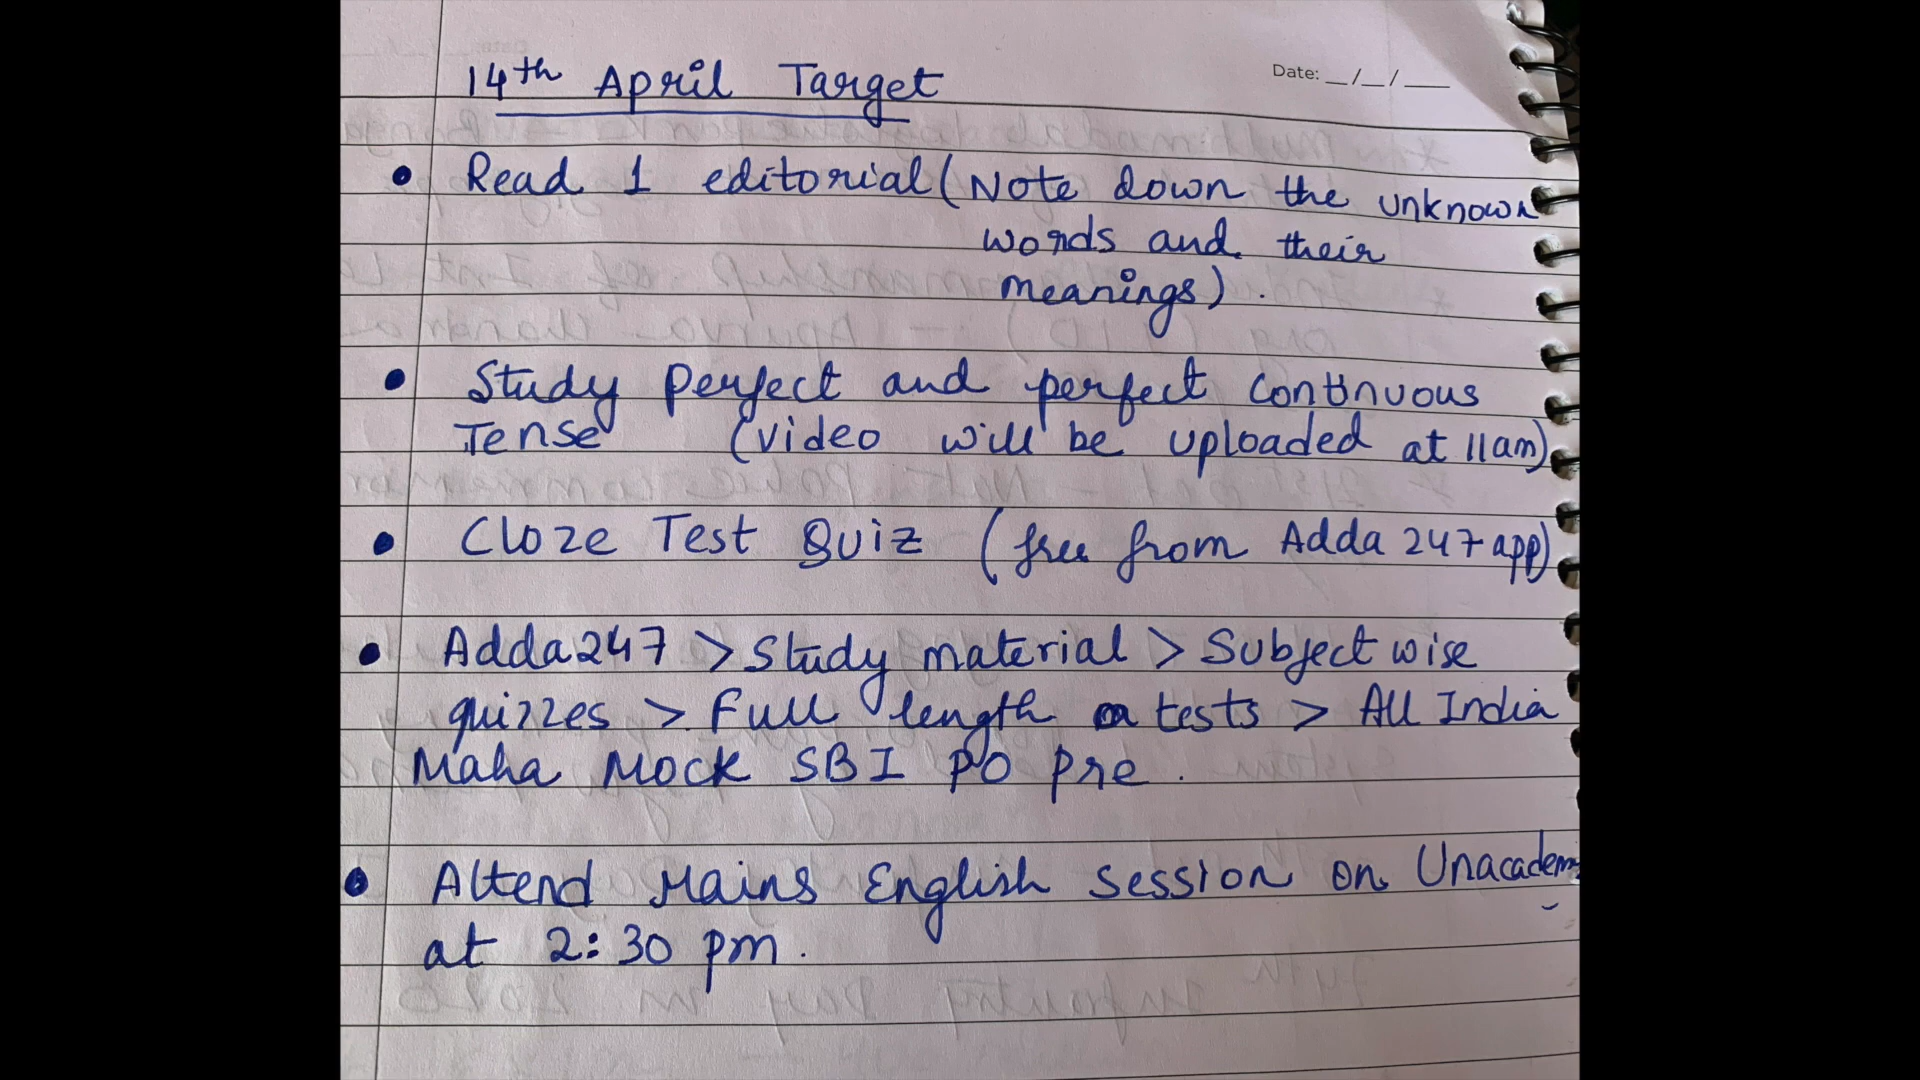 14th April Target
Date: __/__/___
• Read 1 editorial (Note down the unknown
words and their
meanings).
• Study perfect and perfect continuous
Tense (video will be uploaded at 11am)
• Cloze Test Quiz (free from Adda 247 app)
• Adda247 > Study material > Subject wise
quizzes > Full length tests > All India
Maha Mock SBI PO Pre.
• Attend Mains English session on Unacademy
at 2:30 pm.